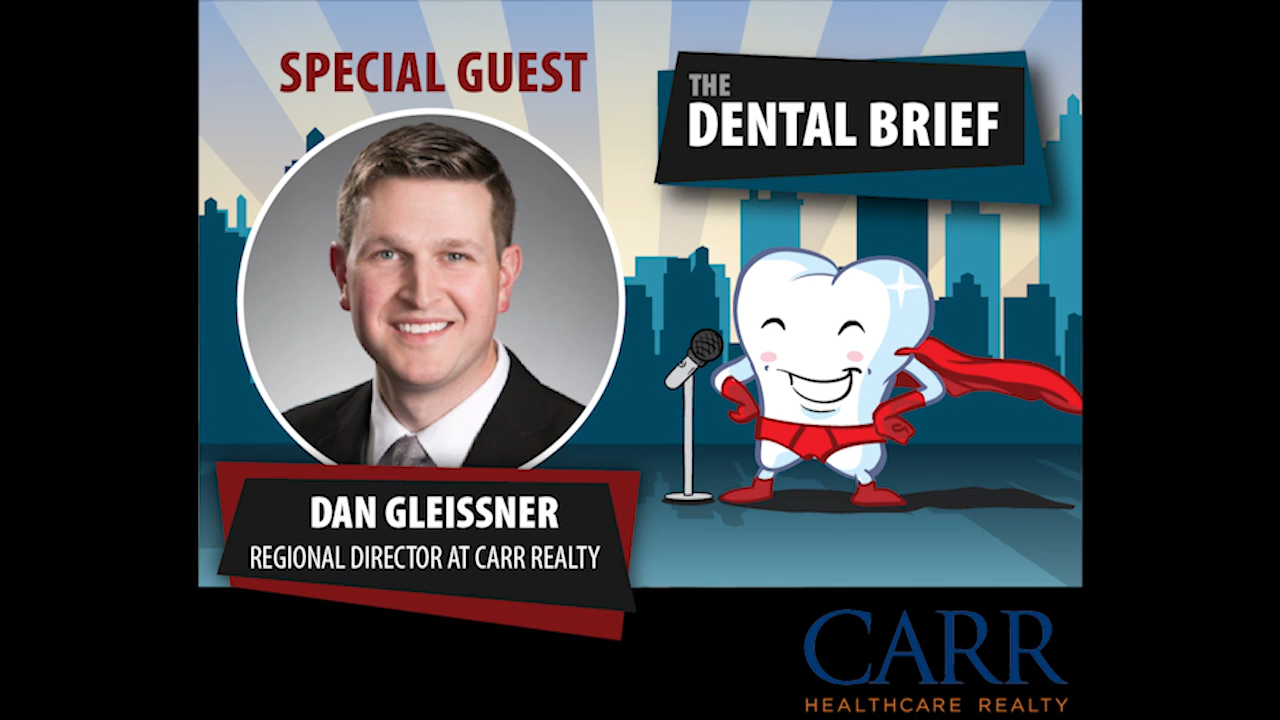 SPECIAL GUEST
THE
DENTAL BRIEF
DAN GLEISSNER
REGIONAL DIRECTOR AT CARR REALTY
CARR
HEALTHCARE REALTY